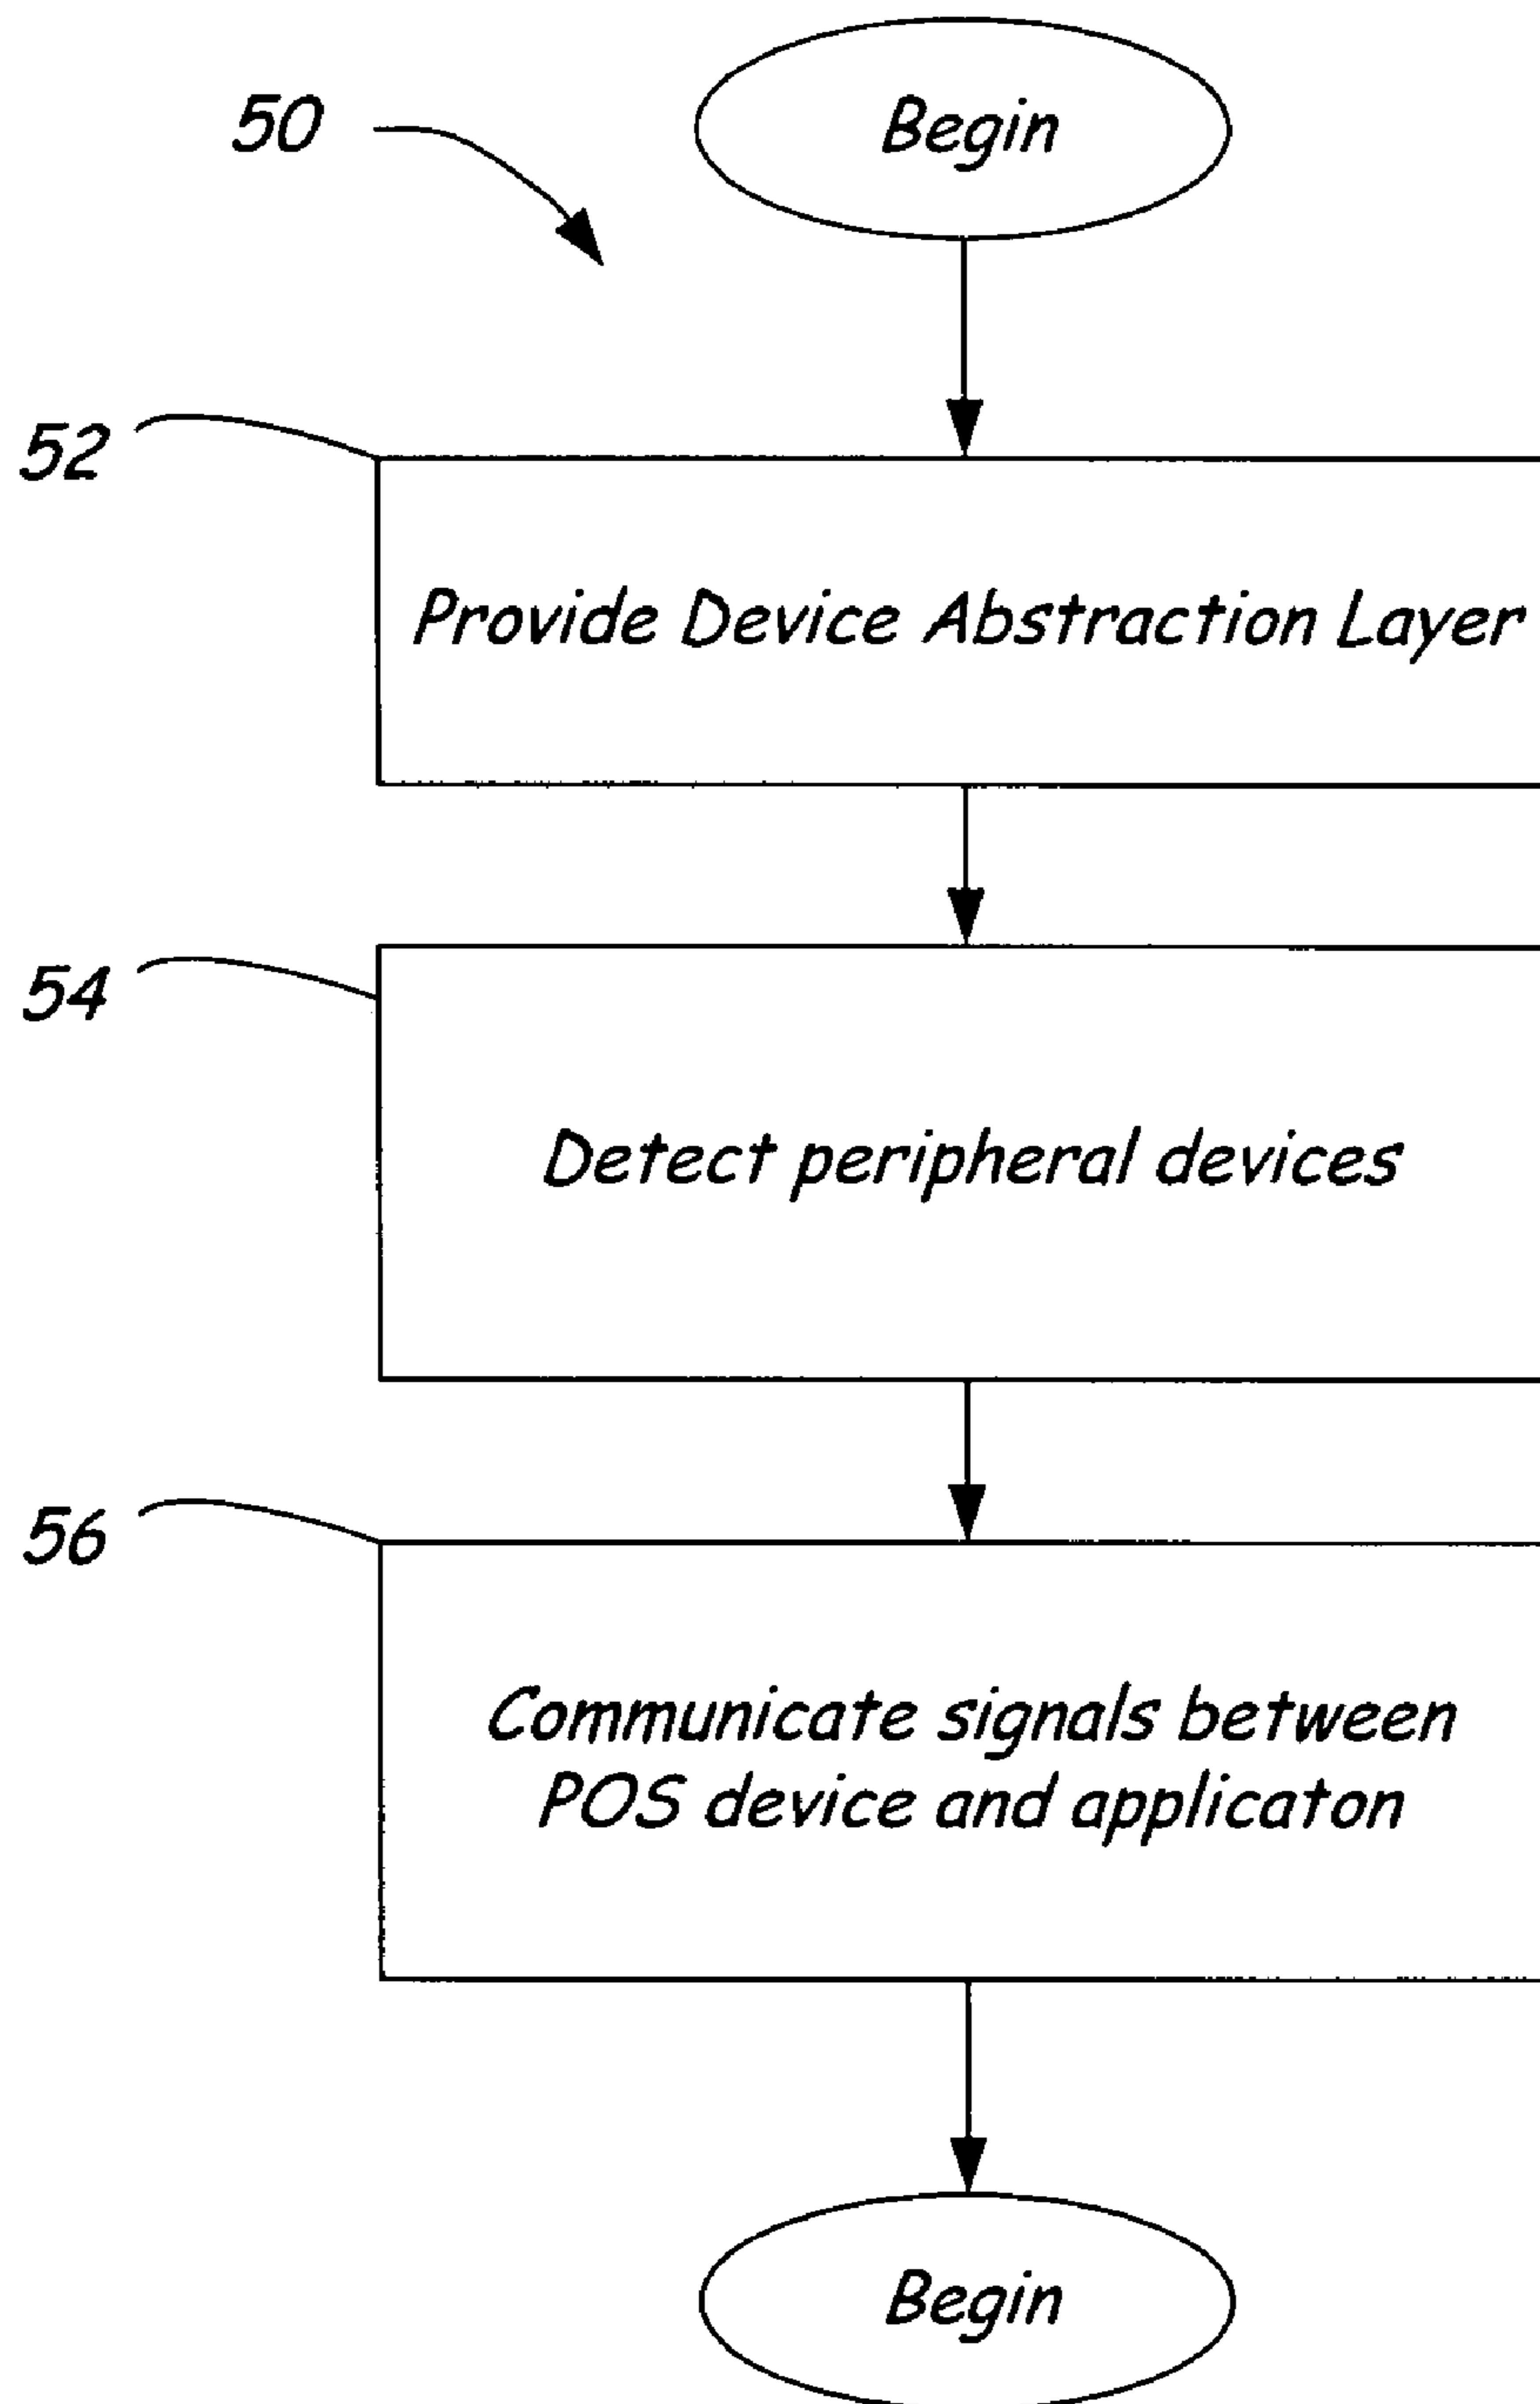 50
Begin
52
Provide Device Abstraction Layer
54
Detect peripheral devices
56
Communicate signals between
POS device and applicaton
Begin